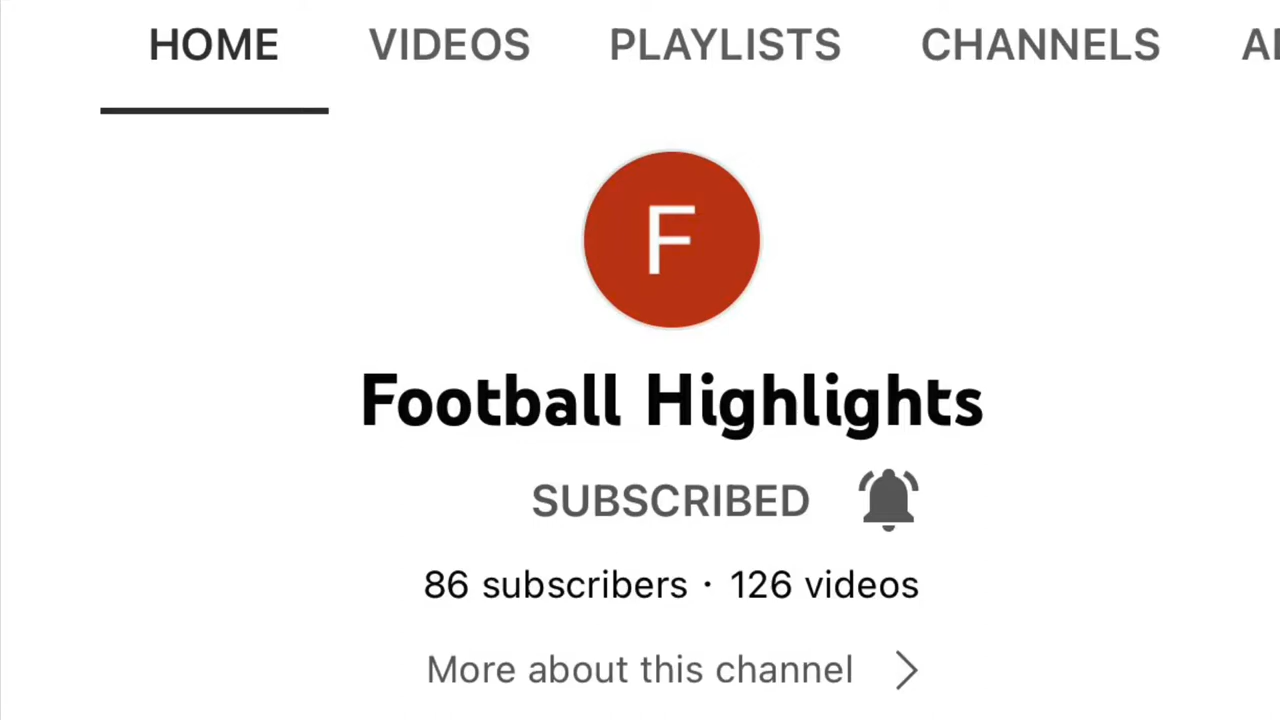 HOME VIDEOS PLAYLISTS CHANNELS
F
Football Highlights
SUBSCRIBED
86 subscribers · 126 videos
More about this channel